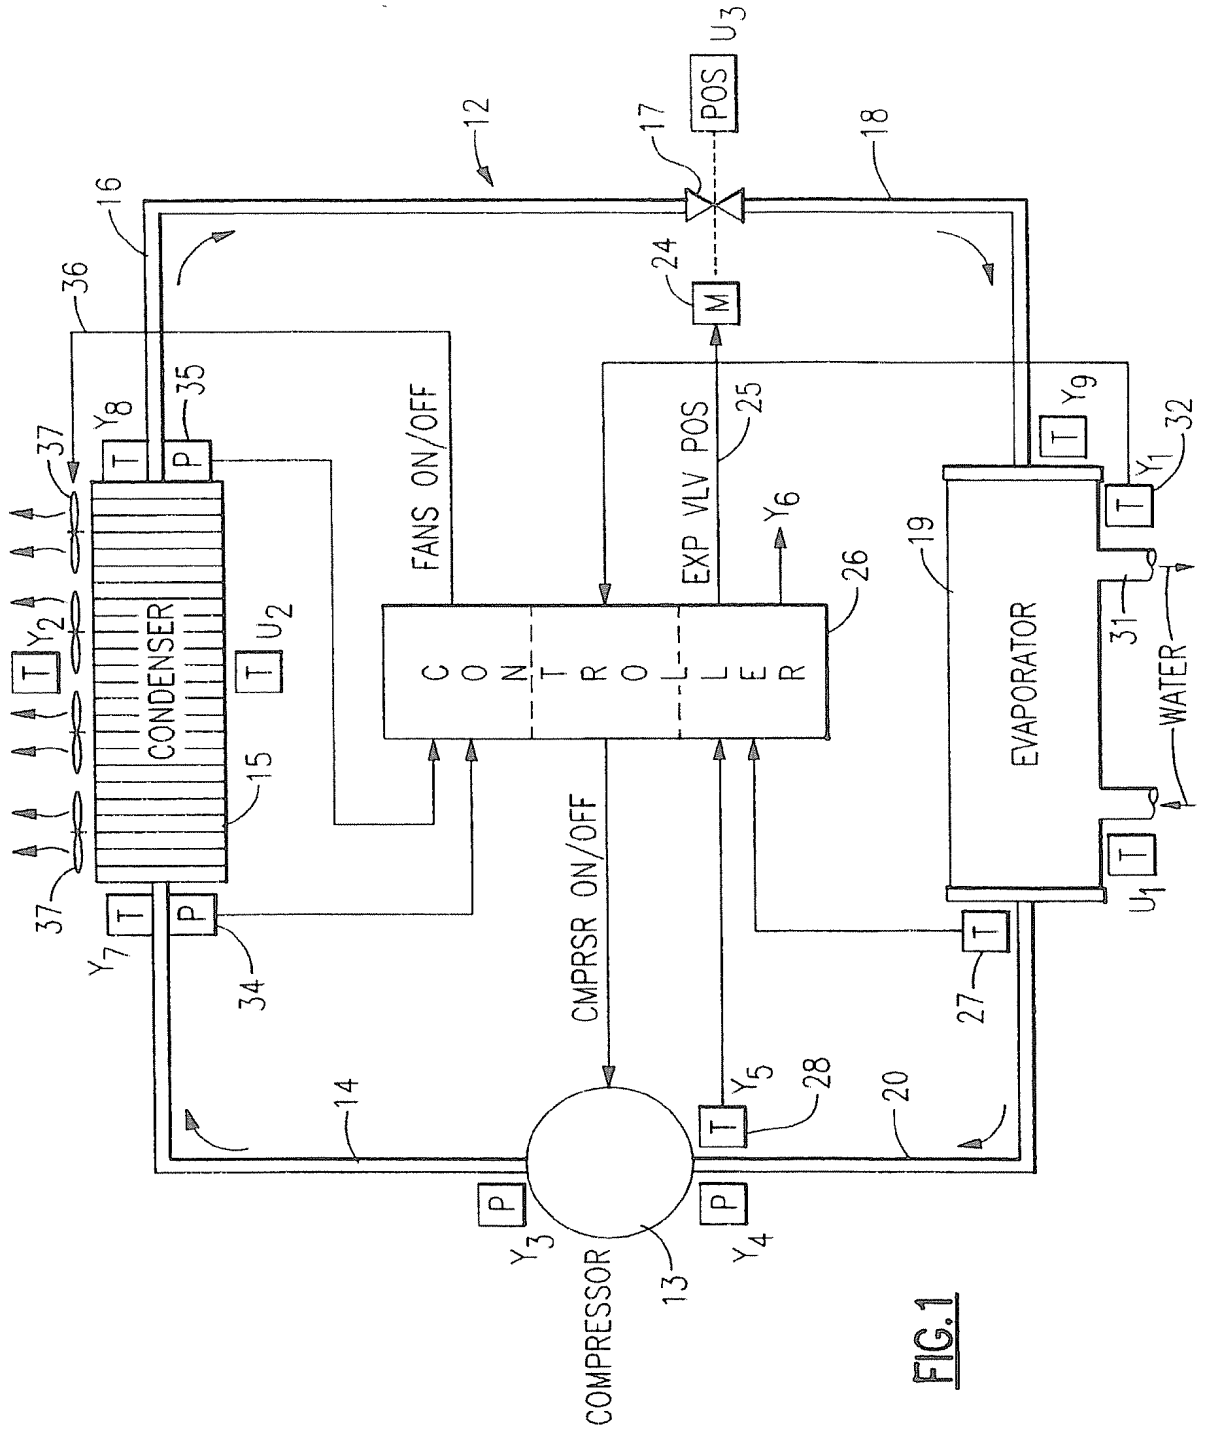 37
T
Y2
37
36
Y7
T
P
34
CONDENSER
15
T
U2
T
Y8
P
35
16
12
14
FANS ON/OFF
COMPRESSOR
P
Y3
13
CMPRSR ON/OFF
CONTROLLER
26
EXP VLV POS
25
Y6
M
24
17
POS
U3
T
Y5
28
P
Y4
20
18
T
27
EVAPORATOR
19
T
Y9
T
U1
WATER
31
T
Y1
32
FIG.1